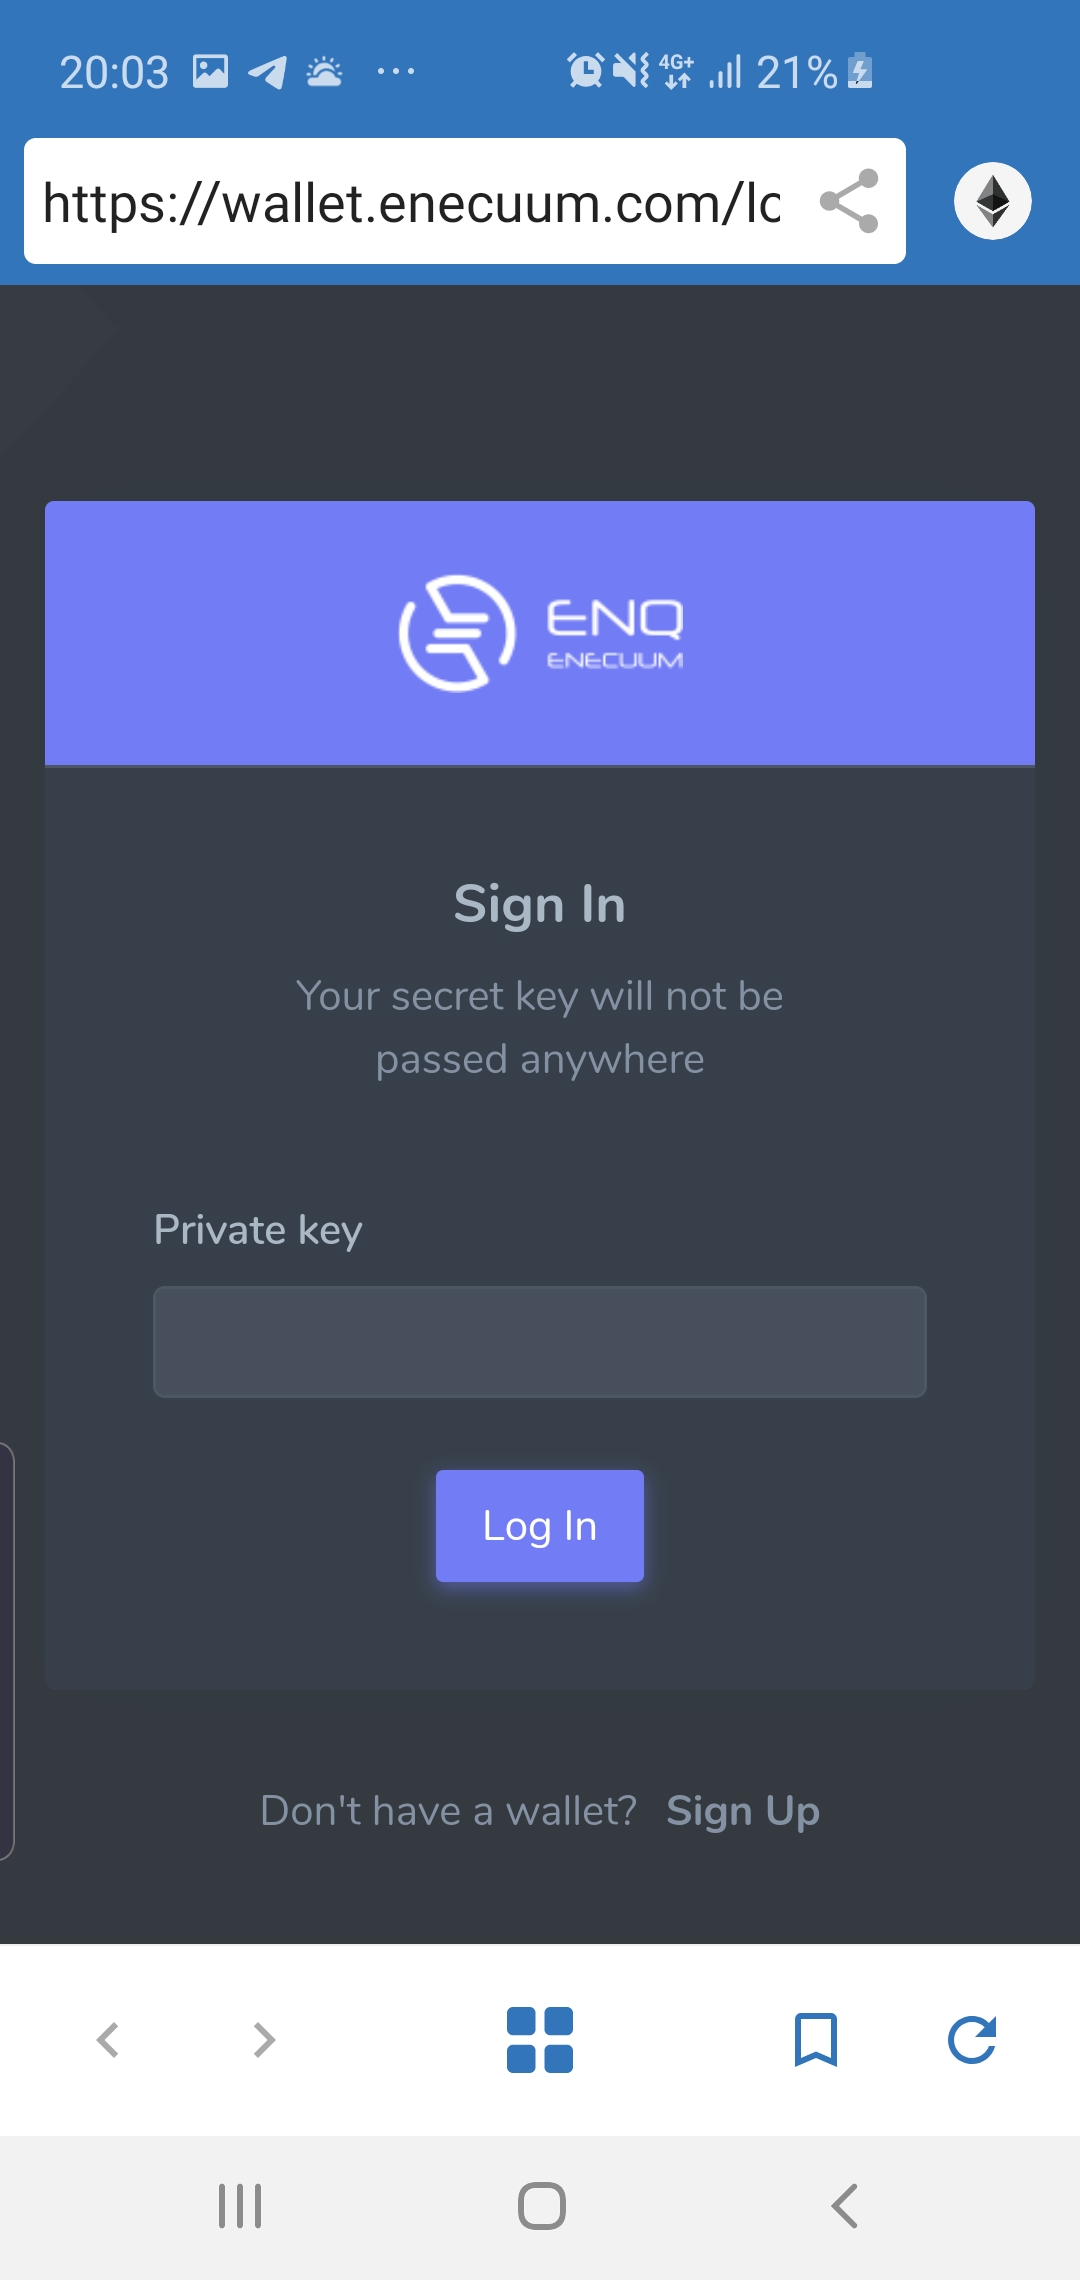 20:03
4G+
21%
https://wallet.enecuum.com/lo
ENQ
ENECUUM
Sign In
Your secret key will not be
passed anywhere
Private key
Log In
Don't have a wallet? Sign Up